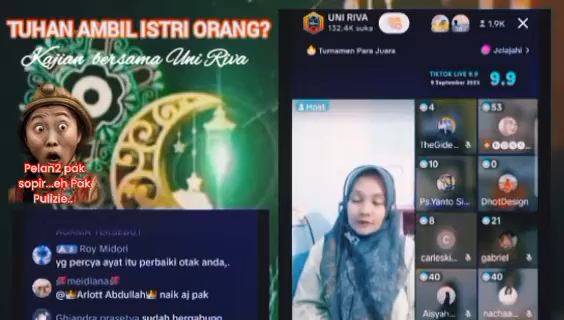 TUHAN AMBIL ISTRI ORANG?
Kajian bersama Uni Riva
Pelan2 pak
sopir...eh Pak
Pulizie..
Roy Midori
yg percya ayat itu perbaiki otak anda,.
meidiana
@👑Arlott Abdullah👑 naik aj pak
Ghiandra prasetya sudah bergabung
UNI RIVA
132.4K suka
1.9K
Turnamen Para Juara
Jelajahi >
TIKTOK LIVE 9.9
9 September 2023
9.9
Host
4
53
1heGide...
10
0
Ps.Yanto Si...
DhotDesign
8
21
carleski...
gabriel
40
40
Aisyah...
nachaa...